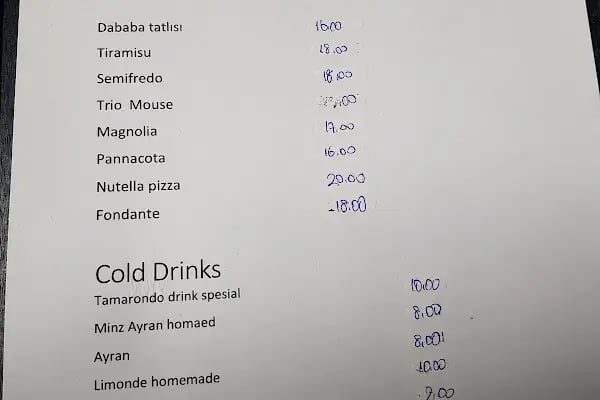 Dababa tatlısı 16.00
Tiramisu 18.00
Semifredo 18.00
Trio Mouse
Magnolia 17.00
Pannacota 16.00
Nutella pizza 20.00
Fondante 18.00
Cold Drinks
Tamarondo drink spesial 10.00
Minz Ayran homaed 8.00
Ayran 8.00
Limonde homemade 10.00